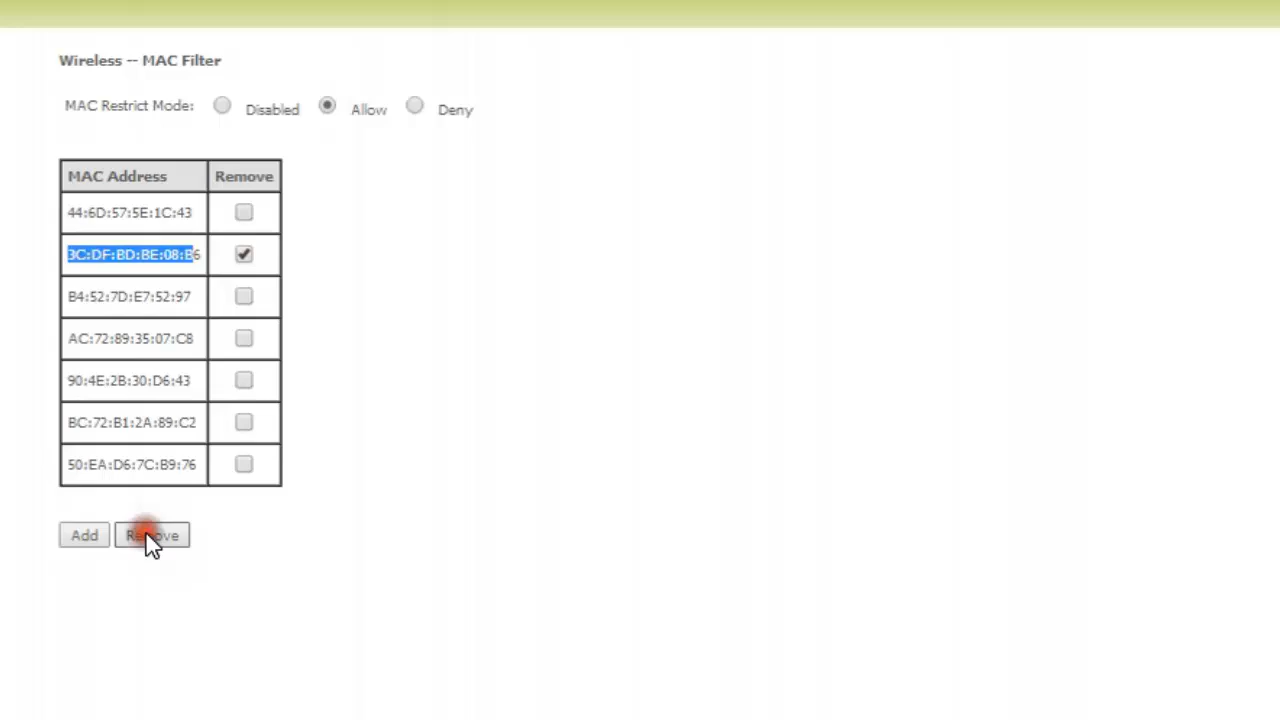 Wireless -- MAC Filter
MAC Restrict Mode: Disabled Allow Deny
MAC Address Remove
44:6D:57:5E:1C:43
3C:DF:BD:BE:08:B6
B4:52:7D:E7:52:97
AC:72:89:35:07:C8
90:4E:2B:30:D6:43
BC:72:B1:2A:89:C2
50:EA:D6:7C:B9:76
Add Remove